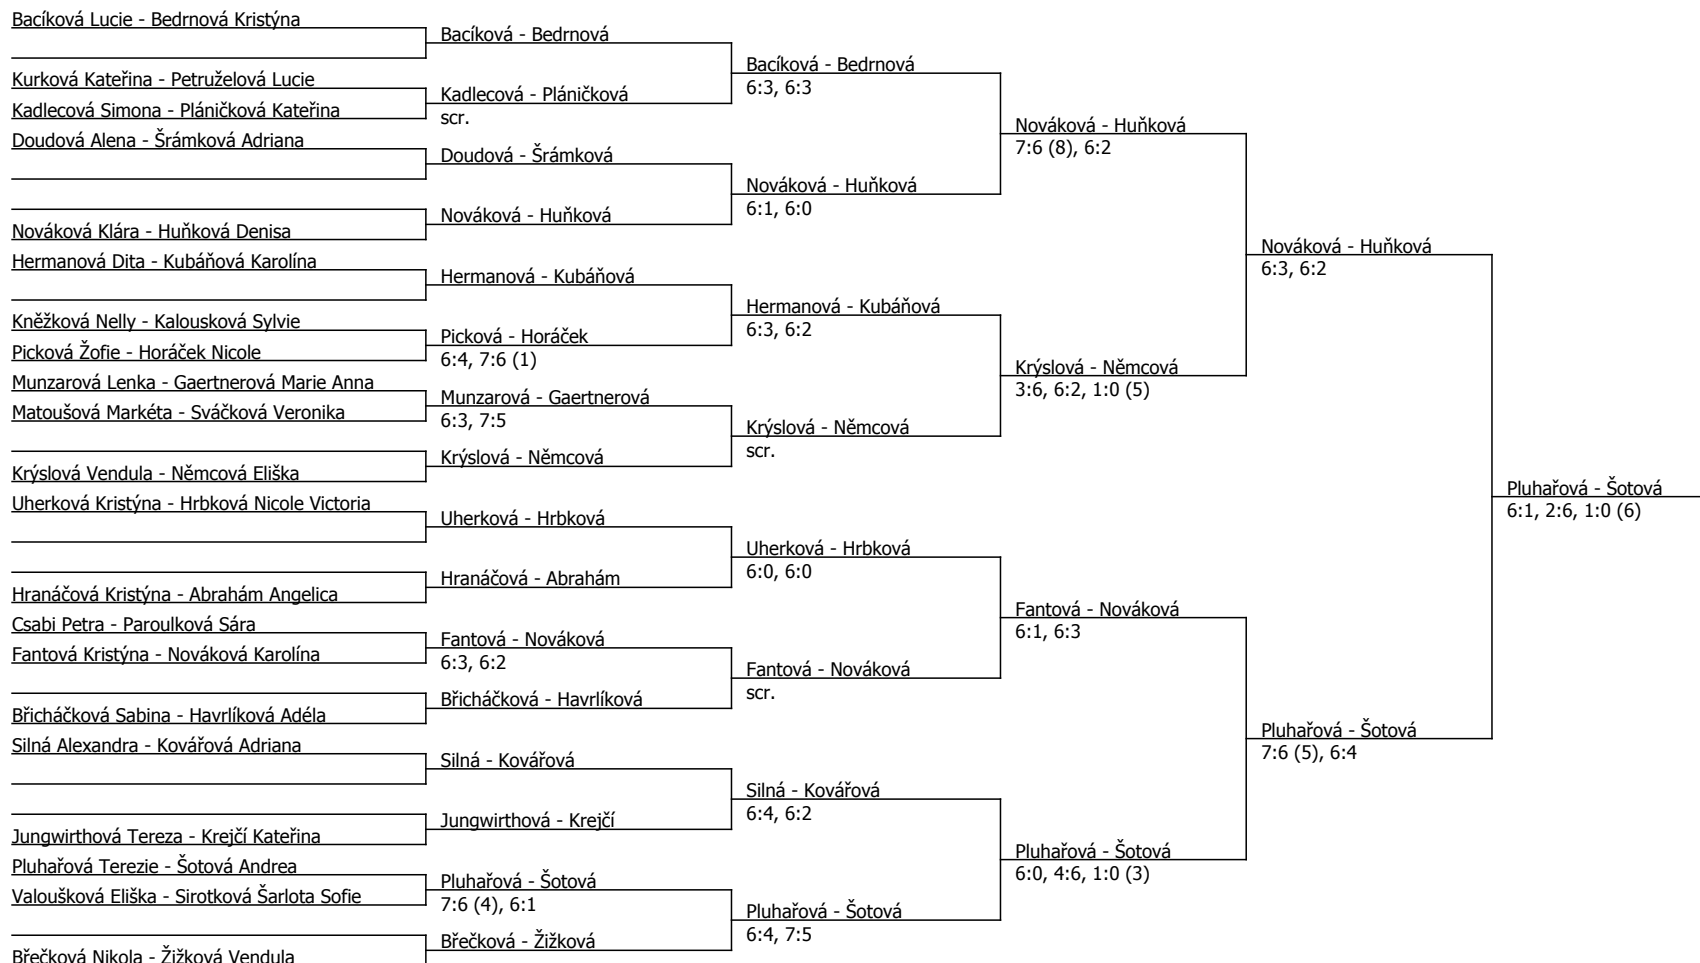 Bacíková Lucie - Bedrnová Kristýna
Kurková Kateřina - Petruželová Lucie
Kadlecová Simona - Pláničková Kateřina
Doudová Alena - Šrámková Adriana
Nováková Klára - Huňková Denisa
Hermanová Dita - Kubáňová Karolína
Kněžková Nelly - Kalousková Sylvie
Picková Žofie - Horáček Nicole
Munzarová Lenka - Gaertnerová Marie Anna
Matoušová Markéta - Sváčková Veronika
Krýslová Vendula - Němcová Eliška
Uherková Kristýna - Hrbková Nicole Victoria
Hranáčová Kristýna - Abrahám Angelica
Csabi Petra - Paroulková Sára
Fantová Kristýna - Nováková Karolína
Břicháčková Sabina - Havrlíková Adéla
Silná Alexandra - Kovářová Adriana
Jungwirthová Tereza - Krejčí Kateřina
Pluhařová Terezie - Šotová Andrea
Valoušková Eliška - Sirotková Šarlota Sofie
Břečková Nikola - Žižková Vendula
Bacíková - Bedrnová
Kadlecová - Pláničková
scr.
Doudová - Šrámková
Nováková - Huňková
Hermanová - Kubáňová
Picková - Horáček
6:4, 7:6 (1)
Munzarová - Gaertnerová
6:3, 7:5
Krýslová - Němcová
Uherková - Hrbková
Hranáčová - Abrahám
Fantová - Nováková
6:3, 6:2
Břicháčková - Havrlíková
Silná - Kovářová
Jungwirthová - Krejčí
Pluhařová - Šotová
7:6 (4), 6:1
Břečková - Žižková
Bacíková - Bedrnová
6:3, 6:3
Nováková - Huňková
6:1, 6:0
Hermanová - Kubáňová
6:3, 6:2
Krýslová - Němcová
scr.
Uherková - Hrbková
6:0, 6:0
Fantová - Nováková
scr.
Silná - Kovářová
6:4, 6:2
Pluhařová - Šotová
6:4, 7:5
Nováková - Huňková
7:6 (8), 6:2
Krýslová - Němcová
3:6, 6:2, 1:0 (5)
Fantová - Nováková
6:1, 6:3
Pluhařová - Šotová
6:0, 4:6, 1:0 (3)
Nováková - Huňková
6:3, 6:2
Pluhařová - Šotová
7:6 (5), 6:4
Pluhařová - Šotová
6:1, 2:6, 1:0 (6)